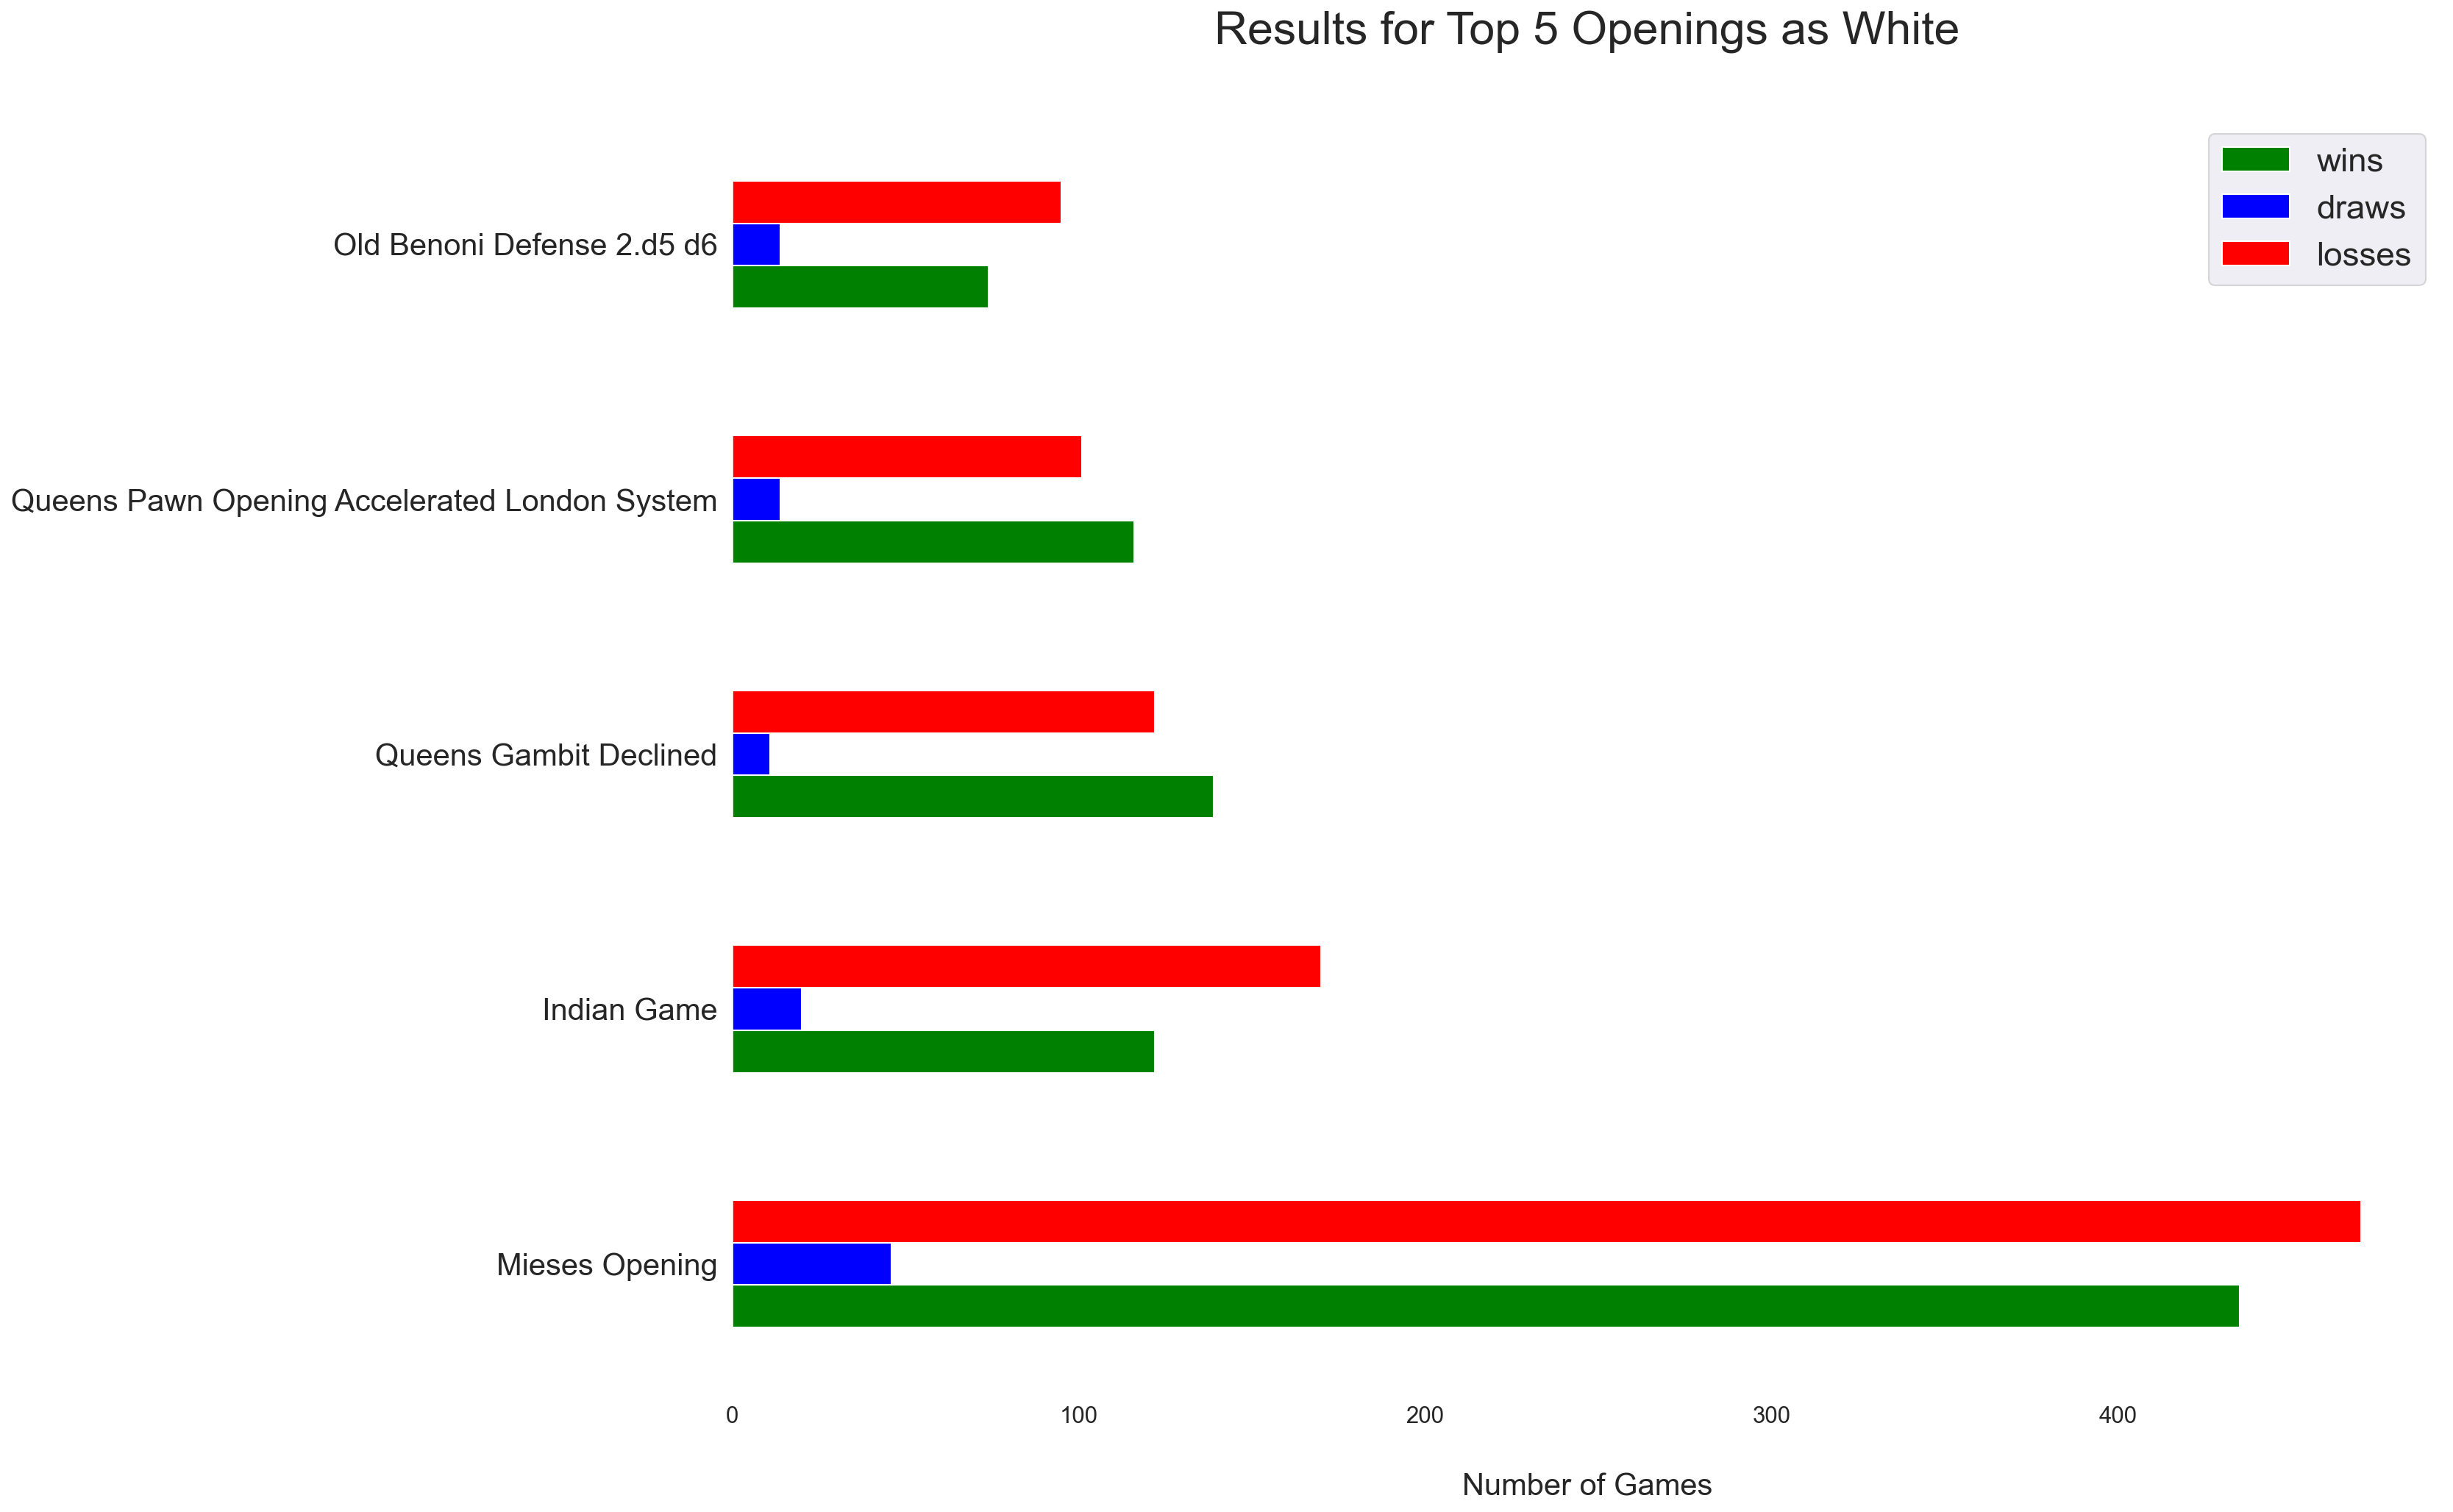 Results for Top 5 Openings as White
wins
draws
losses
Old Benoni Defense 2.d5 d6
Queens Pawn Opening Accelerated London System
Queens Gambit Declined
Indian Game
Mieses Opening
0 100 200 300 400
Number of Games